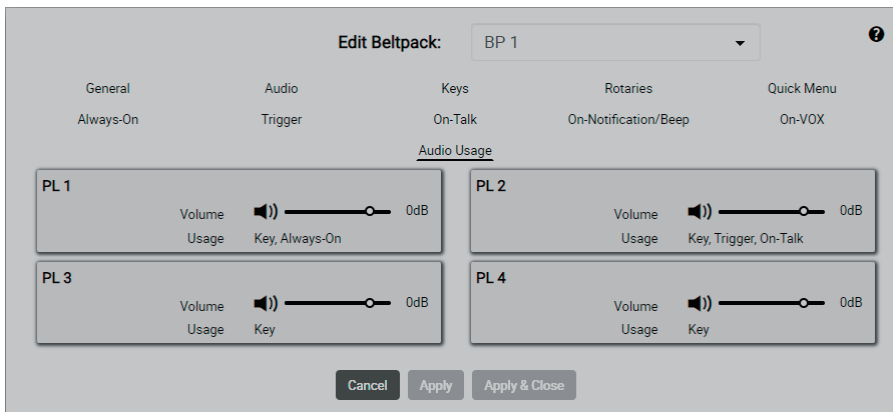 Edit Beltpack: BP 1 ?
General Audio Keys Rotaries Quick Menu
Always-On Trigger On-Talk On-Notification/Beep On-VOX
Audio Usage
PL 1
Volume 0dB
Usage Key, Always-On
PL 2
Volume 0dB
Usage Key, Trigger, On-Talk
PL 3
Volume 0dB
Usage Key
PL 4
Volume 0dB
Usage Key
Cancel Apply Apply & Close